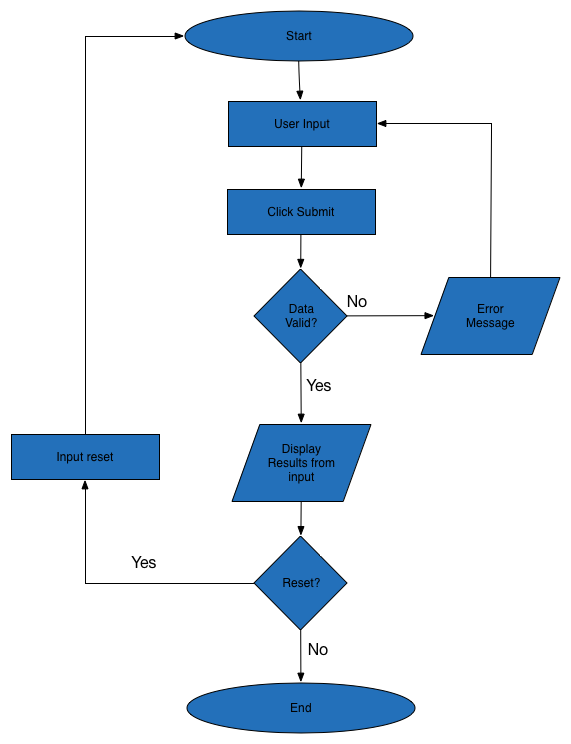 Start
User Input
Click Submit
Data
Valid?
No
Error
Message
Yes
Display
Results from
input
Input reset
Yes
Reset?
No
End